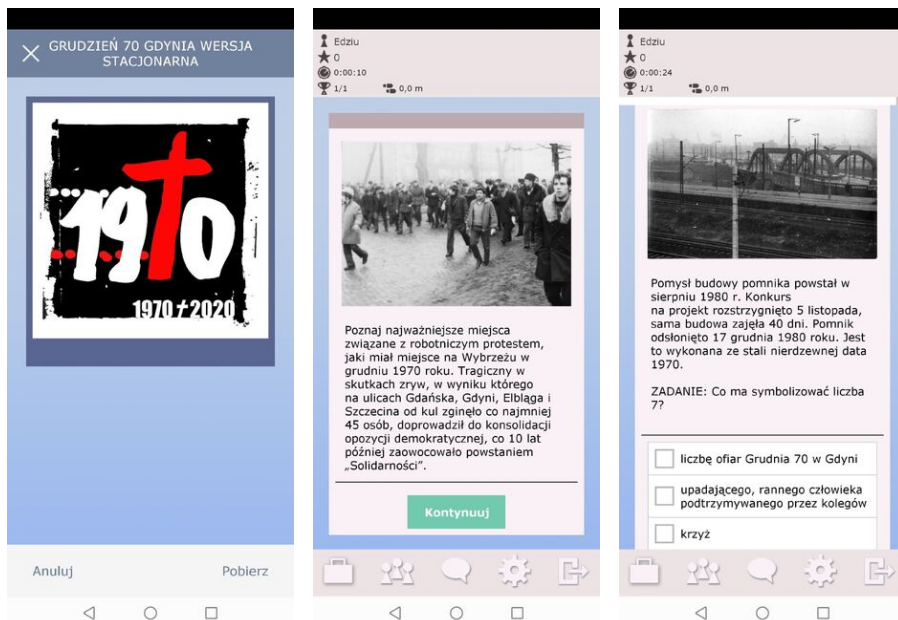 GRUDZIEŃ 70 GDYNIA WERSJA
STACJONARNA
1970
1970 † 2020
Anuluj
Pobierz
Edziu
0
0:00:10
1/1
0,0 m
Poznaj najważniejsze miejsca
związane z robotniczym protestem,
jaki miał miejsce na Wybrzeżu w
grudniu 1970 roku. Tragiczny w
skutkach zryw, w wyniku którego
na ulicach Gdańska, Gdyni, Elbląga i
Szczecina od kul zginęło co najmniej
45 osób, doprowadził do konsolidacji
opozycji demokratycznej, co 10 lat
później zaowocowało powstaniem
„Solidarności”.
Kontynuuj
Edziu
0
0:00:24
1/1
0,0 m
Pomysł budowy pomnika powstał w
sierpniu 1980 r. Konkurs
na projekt rozstrzygnięto 5 listopada,
sama budowa zajęła 40 dni. Pomnik
odsłonięto 17 grudnia 1980 roku. Jest
to wykonana ze stali nierdzewnej data
1970.
ZADANIE: Co ma symbolizować liczba
7?
liczbę ofiar Grudnia 70 w Gdyni
upadającego, rannego człowieka
podtrzymywanego przez kolegów
krzyż